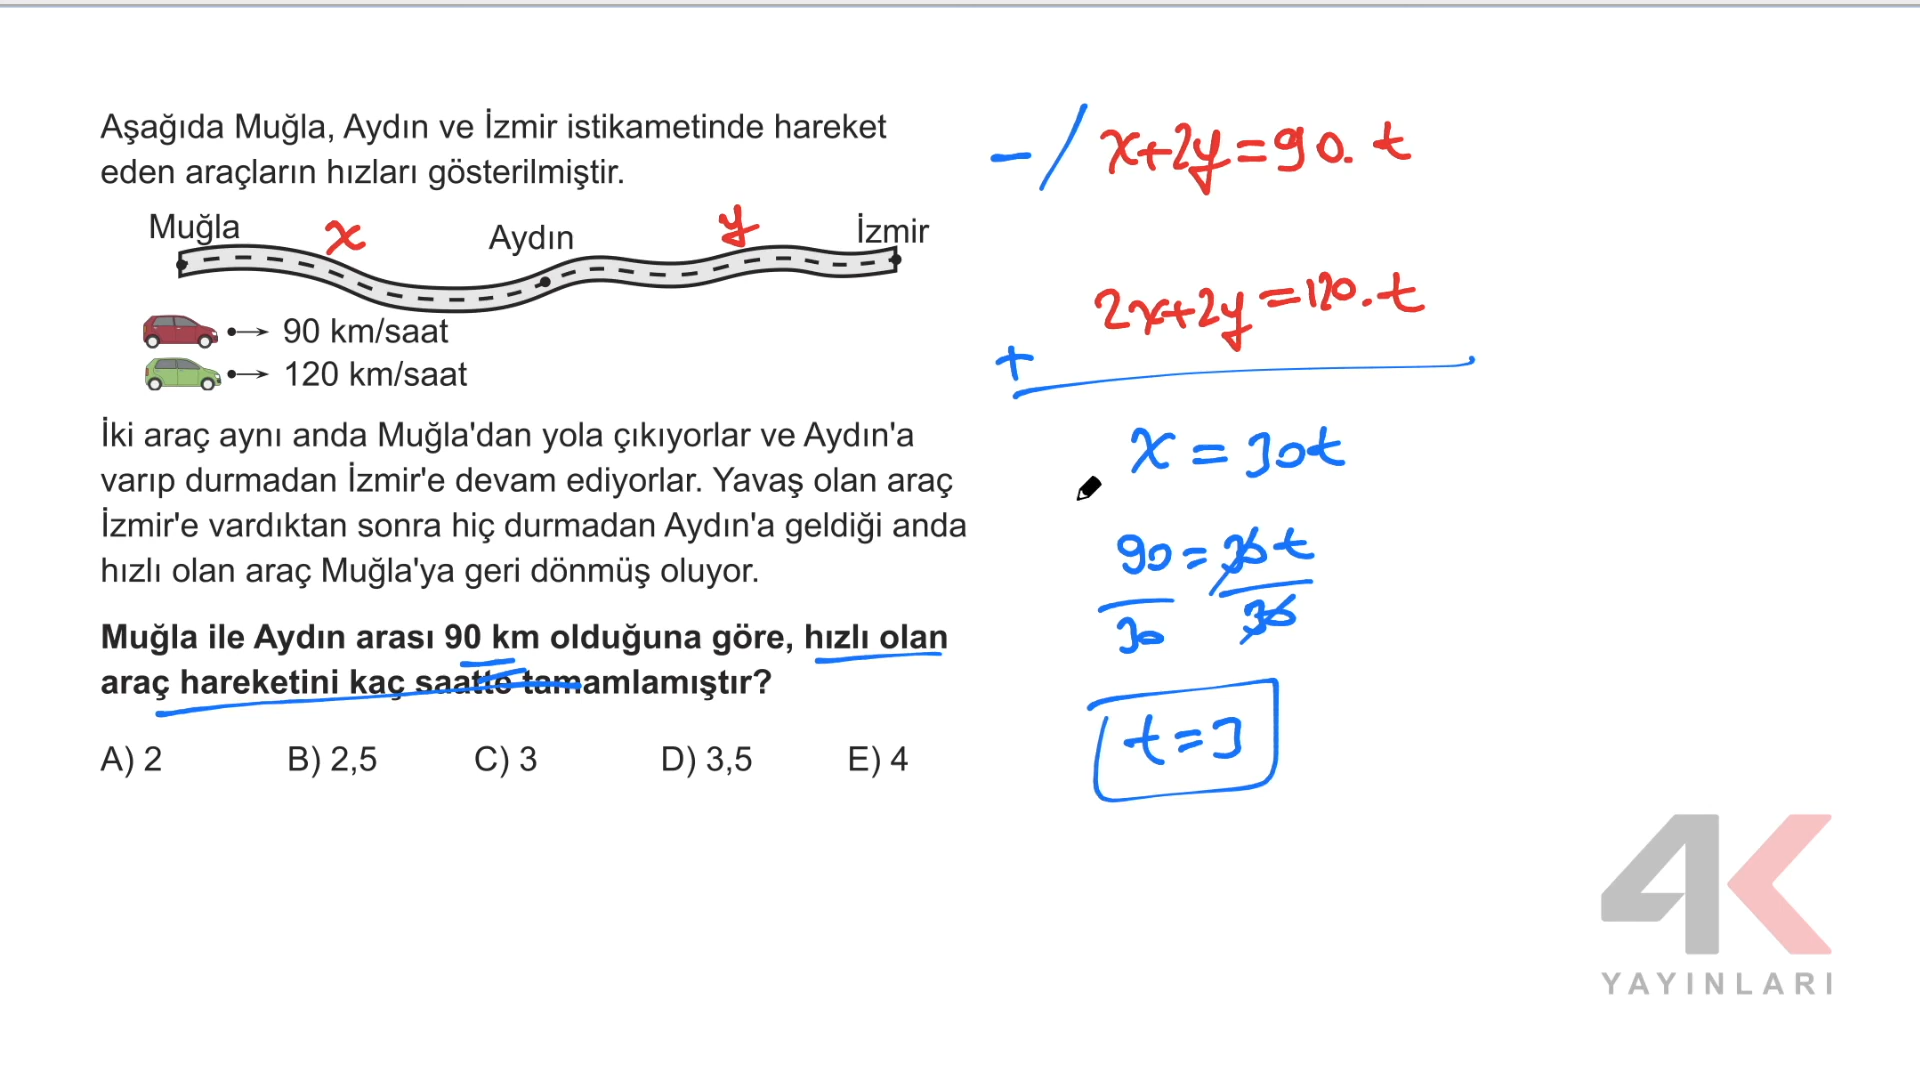 Aşağıda Muğla, Aydın ve İzmir istikametinde hareket
eden araçların hızları gösterilmiştir.
Muğla x Aydın y İzmir
90 km/saat
120 km/saat
İki araç aynı anda Muğla'dan yola çıkıyorlar ve Aydın'a
varıp durmadan İzmir'e devam ediyorlar. Yavaş olan araç
İzmir'e vardıktan sonra hiç durmadan Aydın'a geldiği anda
hızlı olan araç Muğla'ya geri dönmüş oluyor.
Muğla ile Aydın arası 90 km olduğuna göre, hızlı olan
araç hareketini kaç saatte tamamlamıştır?
A) 2 B) 2,5 C) 3 D) 3,5 E) 4
-/ x+2y=90.t
2x+2y=120.t
+
x=30t
90=30t
30 30
t=3
4K
YAYINLARI